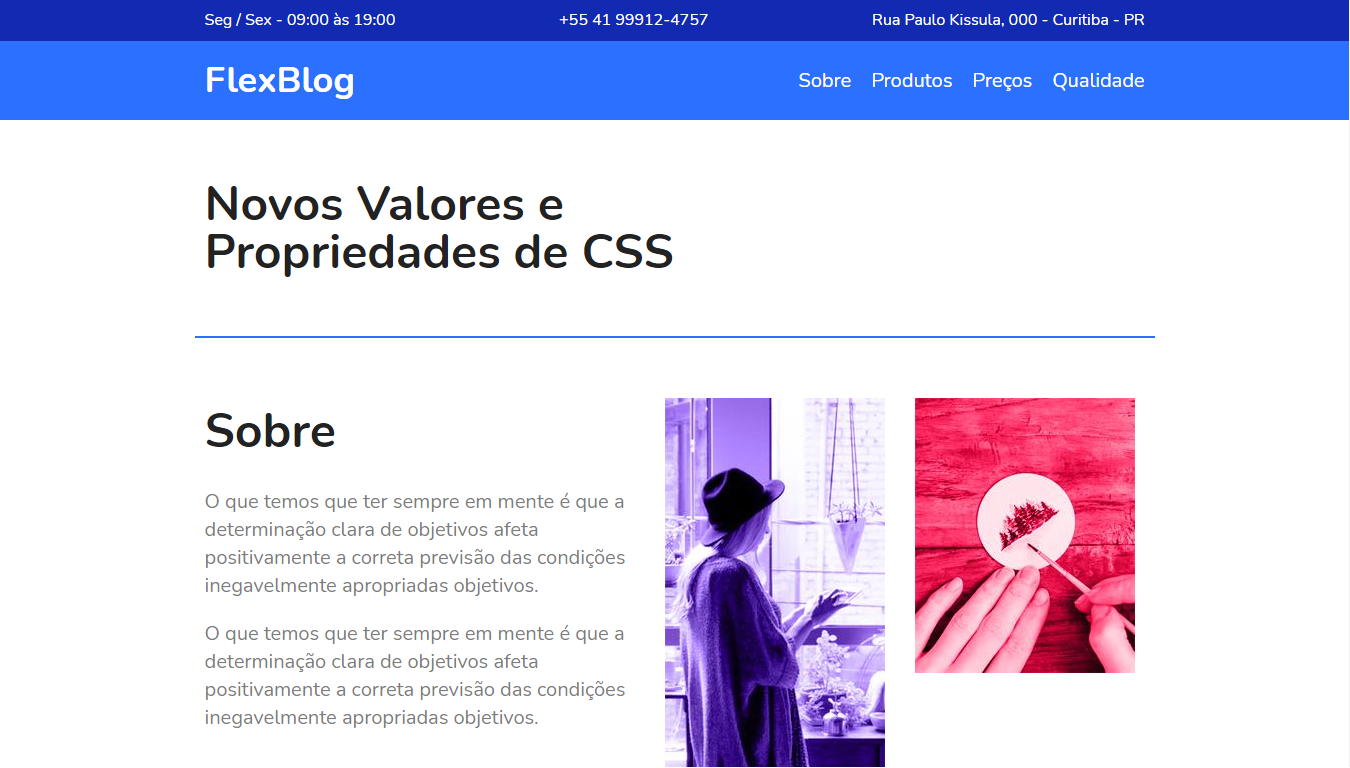 Seg / Sex - 09:00 às 19:00
+55 41 99912-4757
Rua Paulo Kissula, 000 - Curitiba - PR
FlexBlog
Sobre
Produtos
Preços
Qualidade
Novos Valores e
Propriedades de CSS
Sobre
O que temos que ter sempre em mente é que a
determinação clara de objetivos afeta
positivamente a correta previsão das condições
inegavelmente apropriadas objetivos.
O que temos que ter sempre em mente é que a
determinação clara de objetivos afeta
positivamente a correta previsão das condições
inegavelmente apropriadas objetivos.